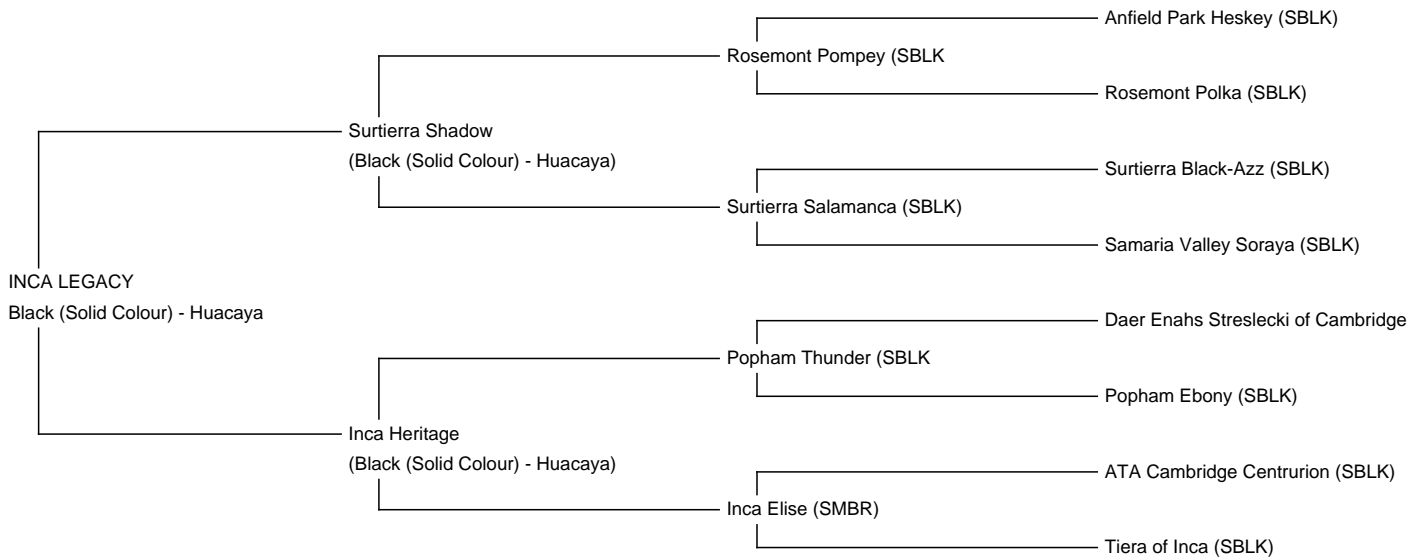 Anfield Park Heskey (SBLK)
Rosemont Pompey (SBLK
Rosemont Polka (SBLK)
Surtierra Shadow
(Black (Solid Colour) - Huacaya)
Surtierra Black-Azz (SBLK)
Surtierra Salamanca (SBLK)
Samaria Valley Soraya (SBLK)
INCA LEGACY
Black (Solid Colour) - Huacaya
Daer Enahs Streslecki of Cambridge
Popham Thunder (SBLK
Popham Ebony (SBLK)
Inca Heritage
(Black (Solid Colour) - Huacaya)
ATA Cambridge Centrurion (SBLK)
Inca Elise (SMBR)
Tiera of Inca (SBLK)